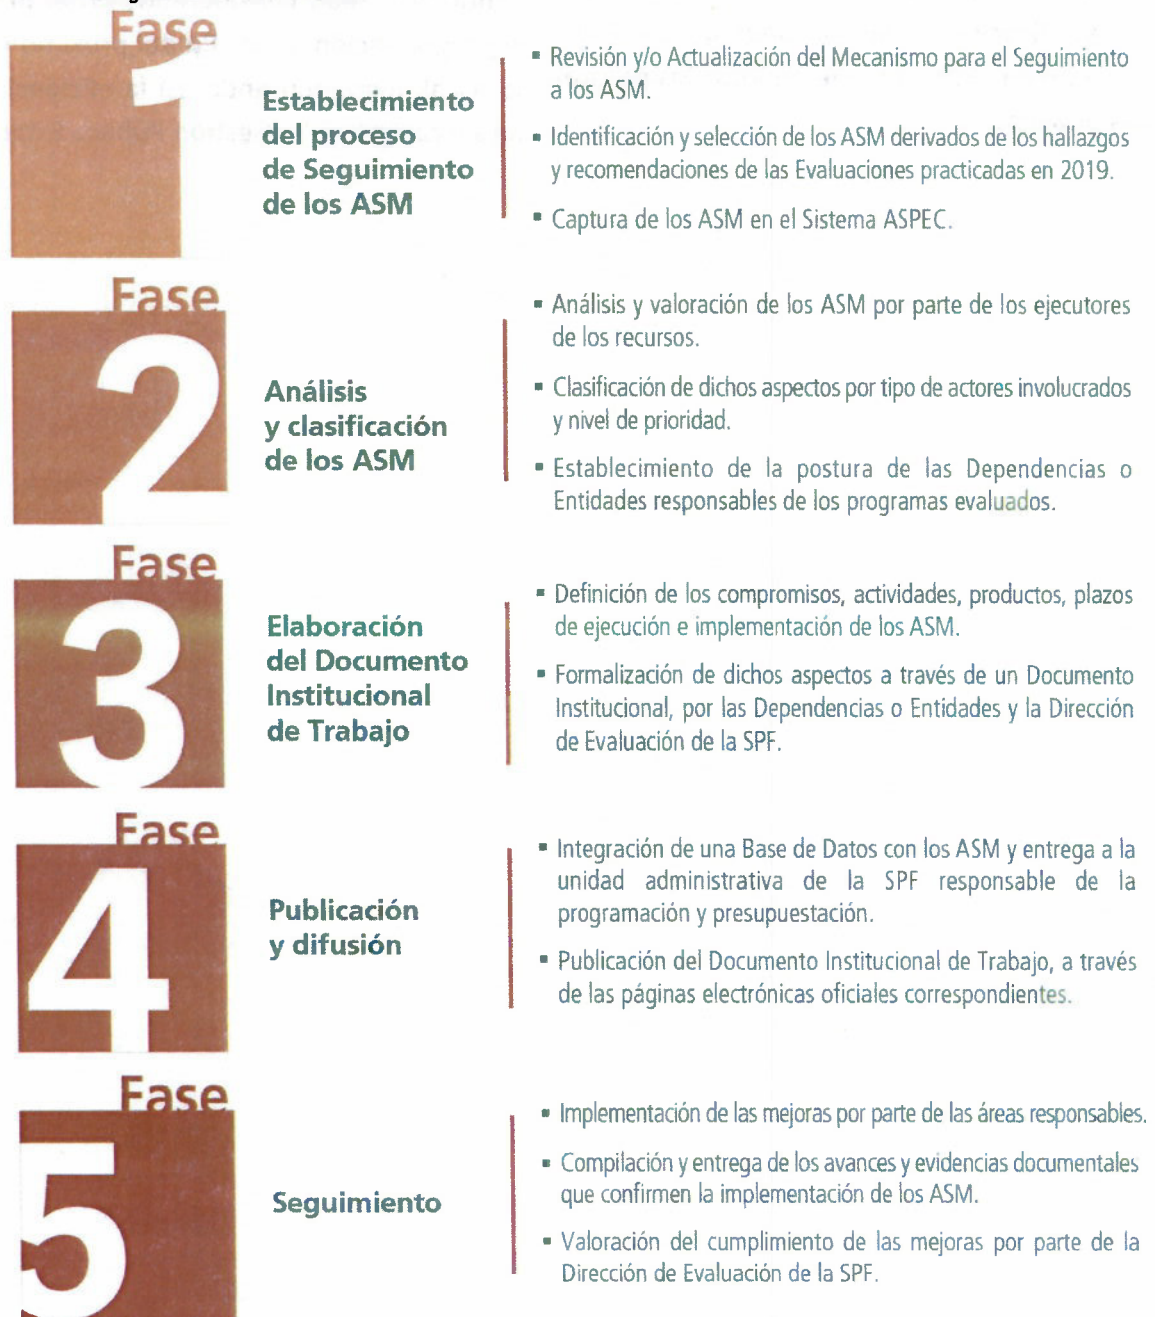 Fase
1
Establecimiento
del proceso
de Seguimiento
de los ASM
▪ Revisión y/o Actualización del Mecanismo para el Seguimiento
a los ASM.
▪ Identificación y selección de los ASM derivados de los hallazgos
y recomendaciones de las Evaluaciones practicadas en 2019.
▪ Captura de los ASM en el Sistema ASPEC.
Fase
2
Análisis
y clasificación
de los ASM
▪ Análisis y valoración de los ASM por parte de los ejecutores
de los recursos.
▪ Clasificación de dichos aspectos por tipo de actores involucrados
y nivel de prioridad.
▪ Establecimiento de la postura de las Dependencias o
Entidades responsables de los programas evaluados.
Fase
3
Elaboración
del Documento
Institucional
de Trabajo
▪ Definición de los compromisos, actividades, productos, plazos
de ejecución e implementación de los ASM.
▪ Formalización de dichos aspectos a través de un Documento
Institucional, por las Dependencias o Entidades y la Dirección
de Evaluación de la SPF.
Fase
4
Publicación
y difusión
▪ Integración de una Base de Datos con los ASM y entrega a la
unidad administrativa de la SPF responsable de la
programación y presupuestación.
▪ Publicación del Documento Institucional de Trabajo, a través
de las páginas electrónicas oficiales correspondientes.
Fase
5
Seguimiento
▪ Implementación de las mejoras por parte de las áreas responsables.
▪ Compilación y entrega de los avances y evidencias documentales
que confirmen la implementación de los ASM.
▪ Valoración del cumplimiento de las mejoras por parte de la
Dirección de Evaluación de la SPF.